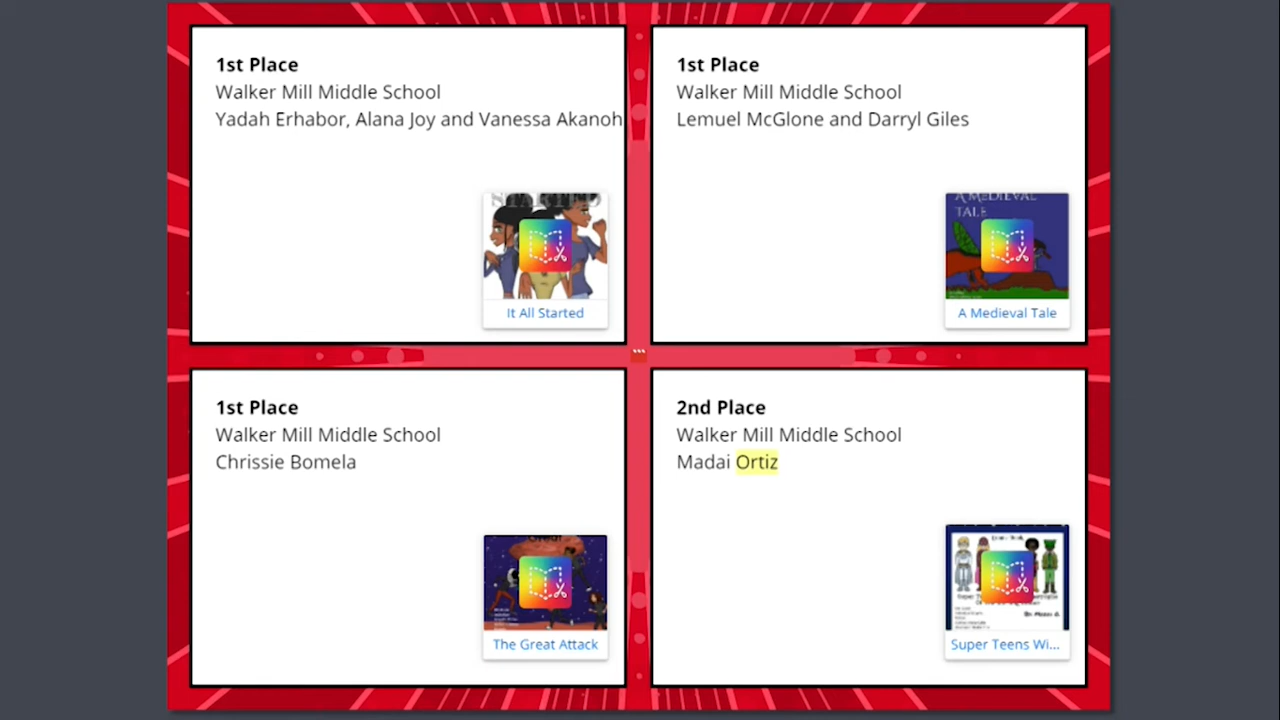 1st Place
Walker Mill Middle School
Yadah Erhabor, Alana Joy and Vanessa Akanoh
STARTED
It All Started
1st Place
Walker Mill Middle School
Lemuel McGlone and Darryl Giles
A MEDIEVAL
TALE
A Medieval Tale
1st Place
Walker Mill Middle School
Chrissie Bomela
The Great Attack
2nd Place
Walker Mill Middle School
Madai Ortiz
Super Teens Wi...